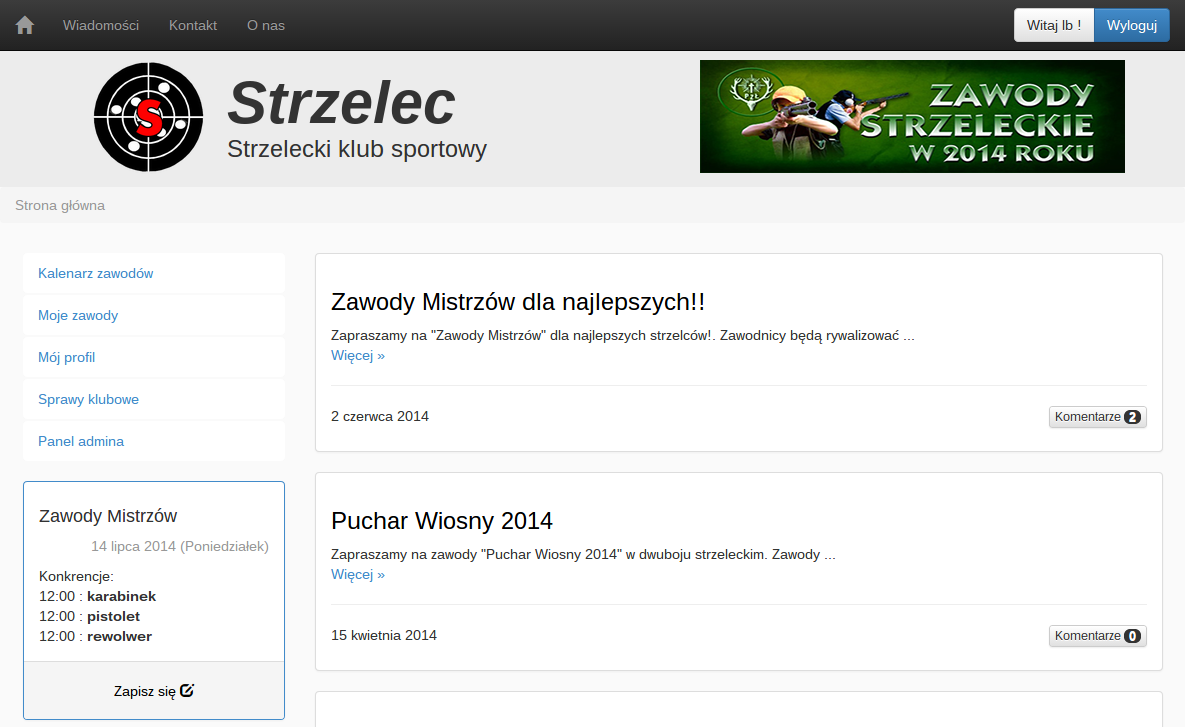 Wiadomości Kontakt O nas Witaj lb ! Wyloguj
S
Strzelec
Strzelecki klub sportowy
PZŁ
ZAWODY
STRZELECKIE
W 2014 ROKU
Strona główna
Kalenarz zawodów
Moje zawody
Mój profil
Sprawy klubowe
Panel admina
Zawody Mistrzów
14 lipca 2014 (Poniedziałek)
Konkrencje:
12:00 : karabinek
12:00 : pistolet
12:00 : rewolwer
Zapisz się
Zawody Mistrzów dla najlepszych!!
Zapraszamy na "Zawody Mistrzów" dla najlepszych strzelców!. Zawodnicy będą rywalizować ...
Więcej »
2 czerwca 2014 Komentarze 2
Puchar Wiosny 2014
Zapraszamy na zawody "Puchar Wiosny 2014" w dwuboju strzeleckim. Zawody ...
Więcej »
15 kwietnia 2014 Komentarze 0